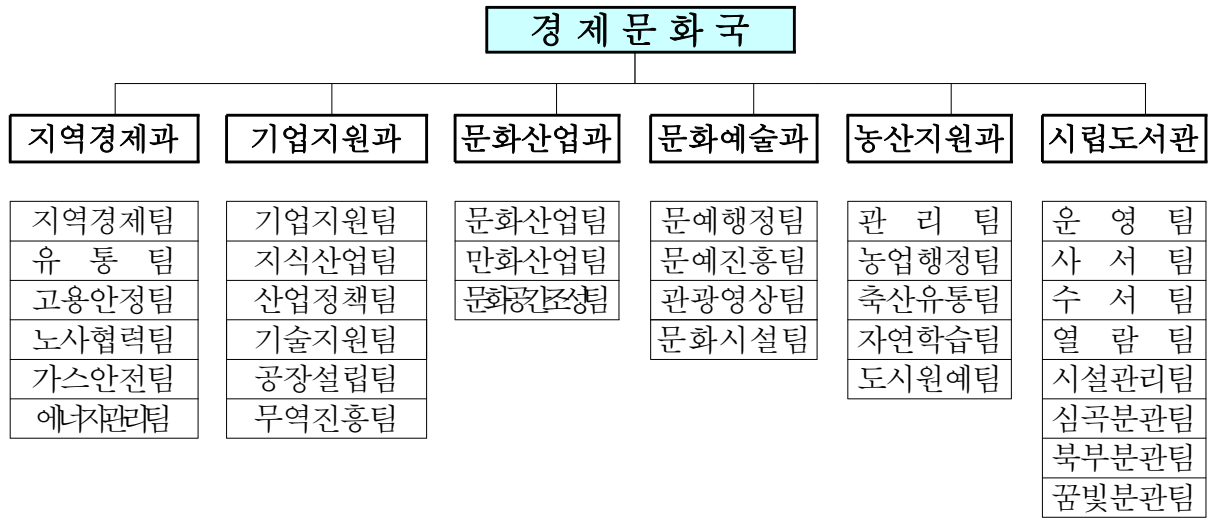 경 제 문 화 국
지역경제과 기업지원과 문화산업과 문화예술과 농산지원과 시립도서관
지역경제팀 기업지원팀 문화산업팀 문예행정팀 관 리 팀 운 영 팀
유 통 팀 지식산업팀 만화산업팀 문예진흥팀 농업행정팀 사 서 팀
고용안정팀 산업정책팀 문화공간조성팀 관광영상팀 축산유통팀 수 서 팀
노사협력팀 기술지원팀 문화시설팀 자연학습팀 열 람 팀
가스안전팀 공장설립팀 도시원예팀 시설관리팀
에너지관리팀 무역진흥팀 심곡분관팀
북부분관팀
꿈빛분관팀